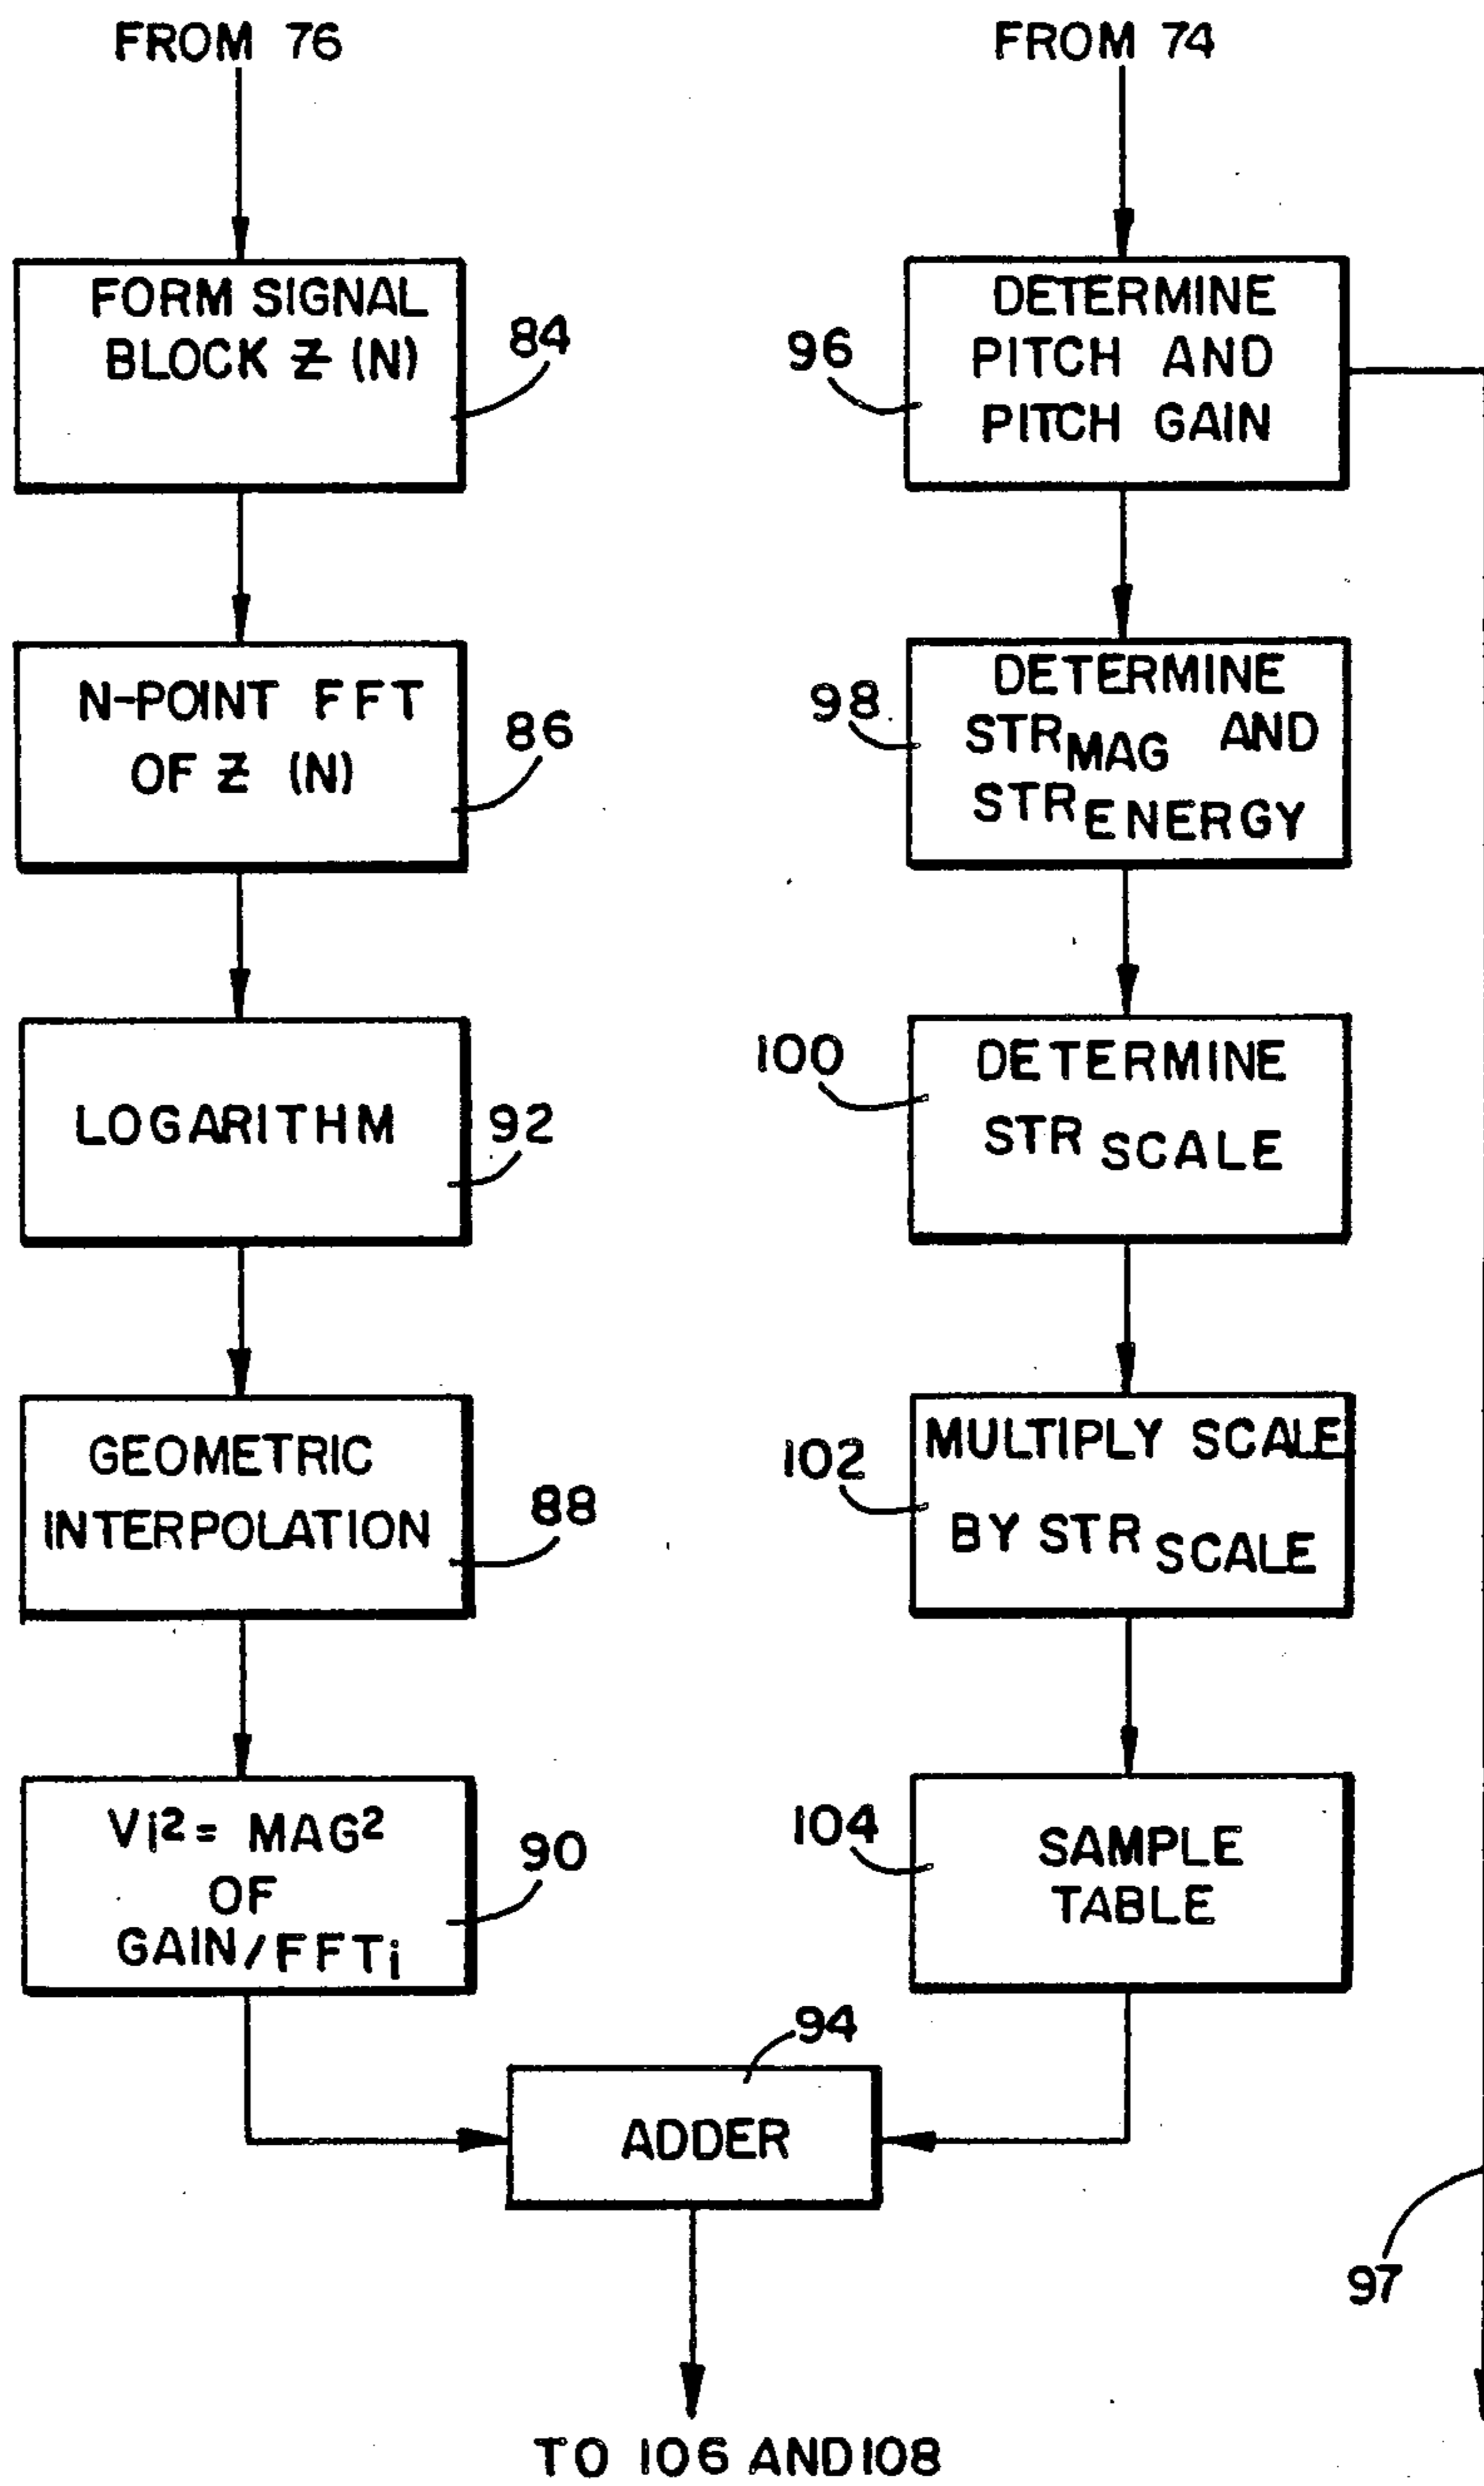 FROM 76
FORM SIGNAL
BLOCK Z (N)
84
N-POINT FFT
OF Z (N)
86
LOGARITHM
92
GEOMETRIC
INTERPOLATION
88
Vi2= MAG2
OF
GAIN/FFTi
90
FROM 74
DETERMINE
PITCH AND
PITCH GAIN
96
DETERMINE
STRMAG AND
STRENERGY
98
DETERMINE
STR SCALE
100
MULTIPLY SCALE
BY STR SCALE
102
SAMPLE
TABLE
104
94
ADDER
97
TO 106 AND 108